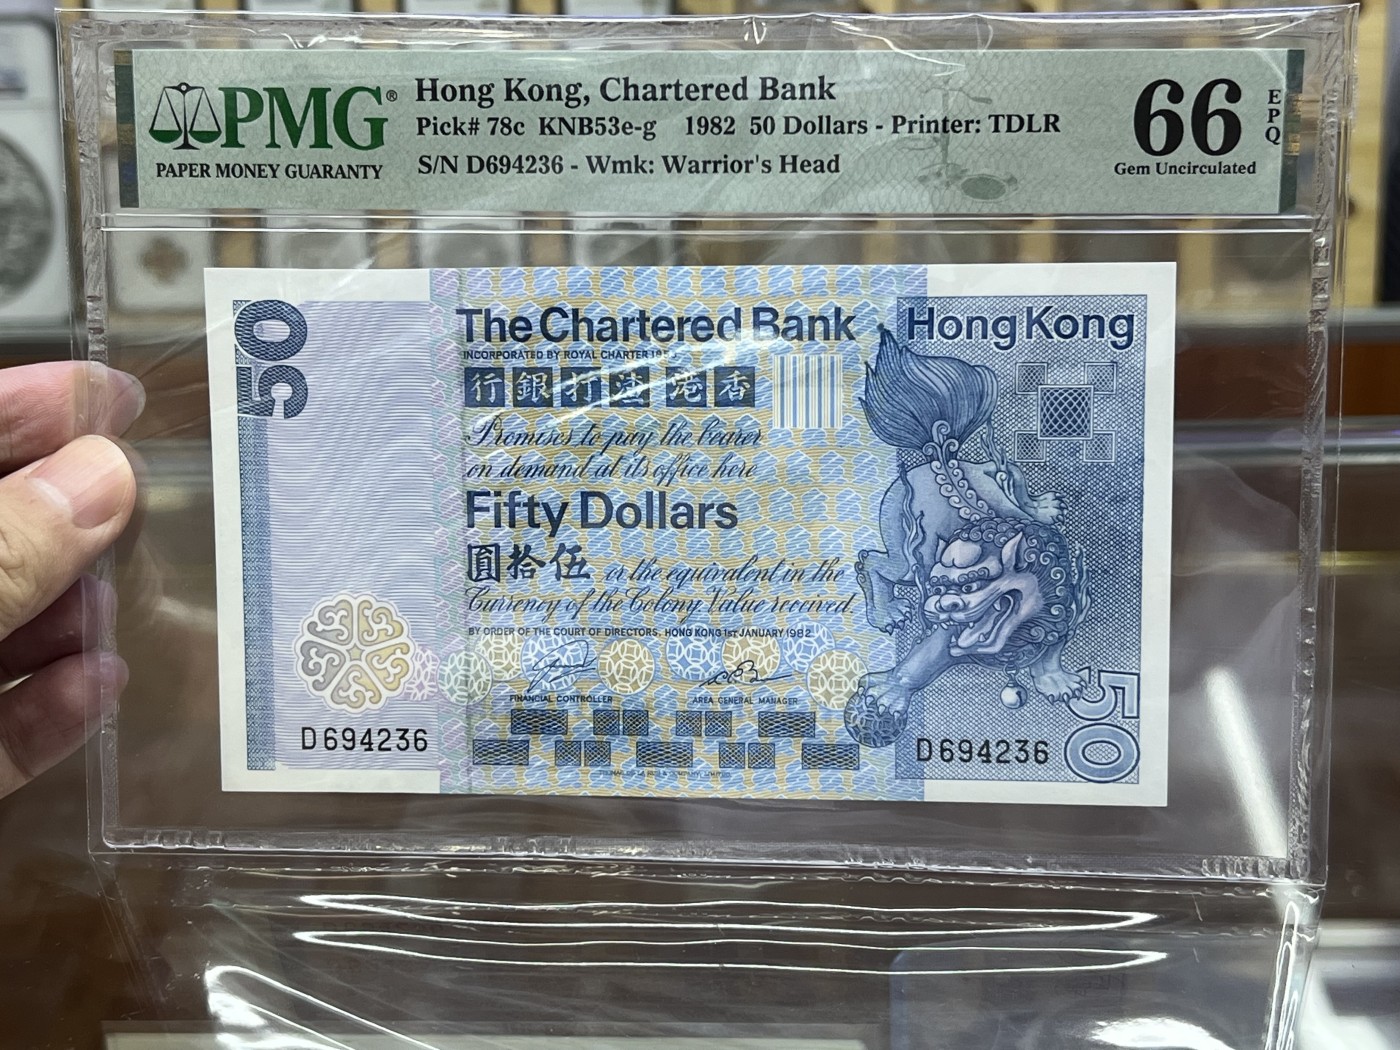 PMG®
PAPER MONEY GUARANTY
Hong Kong, Chartered Bank
Pick# 78c KNB53e-g 1982 50 Dollars - Printer: TDLR
S/N D694236 - Wmk: Warrior's Head
66
EPQ
Gem Uncirculated
50
The Chartered Bank
Hong Kong
INCORPORATED BY ROYAL CHARTER
行銀打渣 港香
Promises to pay the bearer
on demand at its office here
Fifty Dollars
圓拾伍 or the equivalent in the
Currency of the Colony Value received
BY ORDER OF THE COURT OF DIRECTORS, HONG KONG 1ST JANUARY 1982
FINANCIAL CONTROLLER
AREA GENERAL MANAGER
D694236
D694236
50